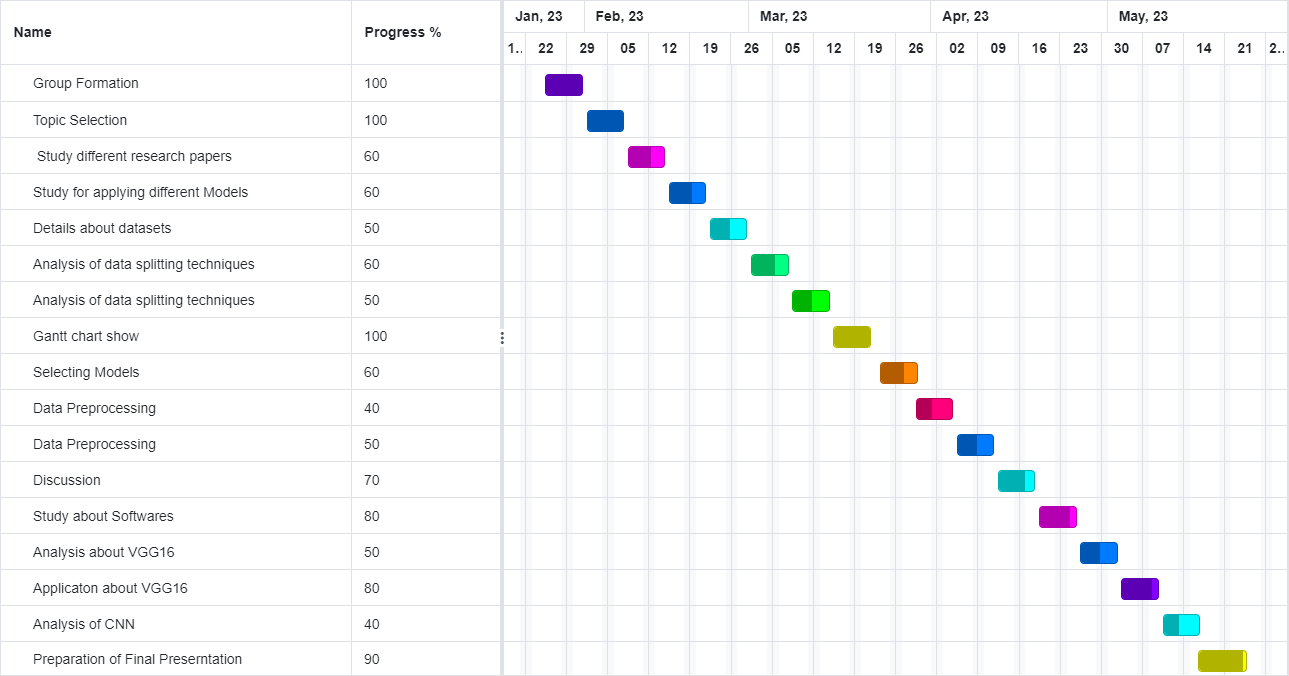 Name Progress % Jan, 23 Feb, 23 Mar, 23 Apr, 23 May, 23
1.. 22 29 05 12 19 26 05 12 19 26 02 09 16 23 30 07 14 21 2..
Group Formation 100
Topic Selection 100
Study different research papers 60
Study for applying different Models 60
Details about datasets 50
Analysis of data splitting techniques 60
Analysis of data splitting techniques 50
Gantt chart show 100
Selecting Models 60
Data Preprocessing 40
Data Preprocessing 50
Discussion 70
Study about Softwares 80
Analysis about VGG16 50
Applicaton about VGG16 80
Analysis of CNN 40
Preparation of Final Preserntation 90